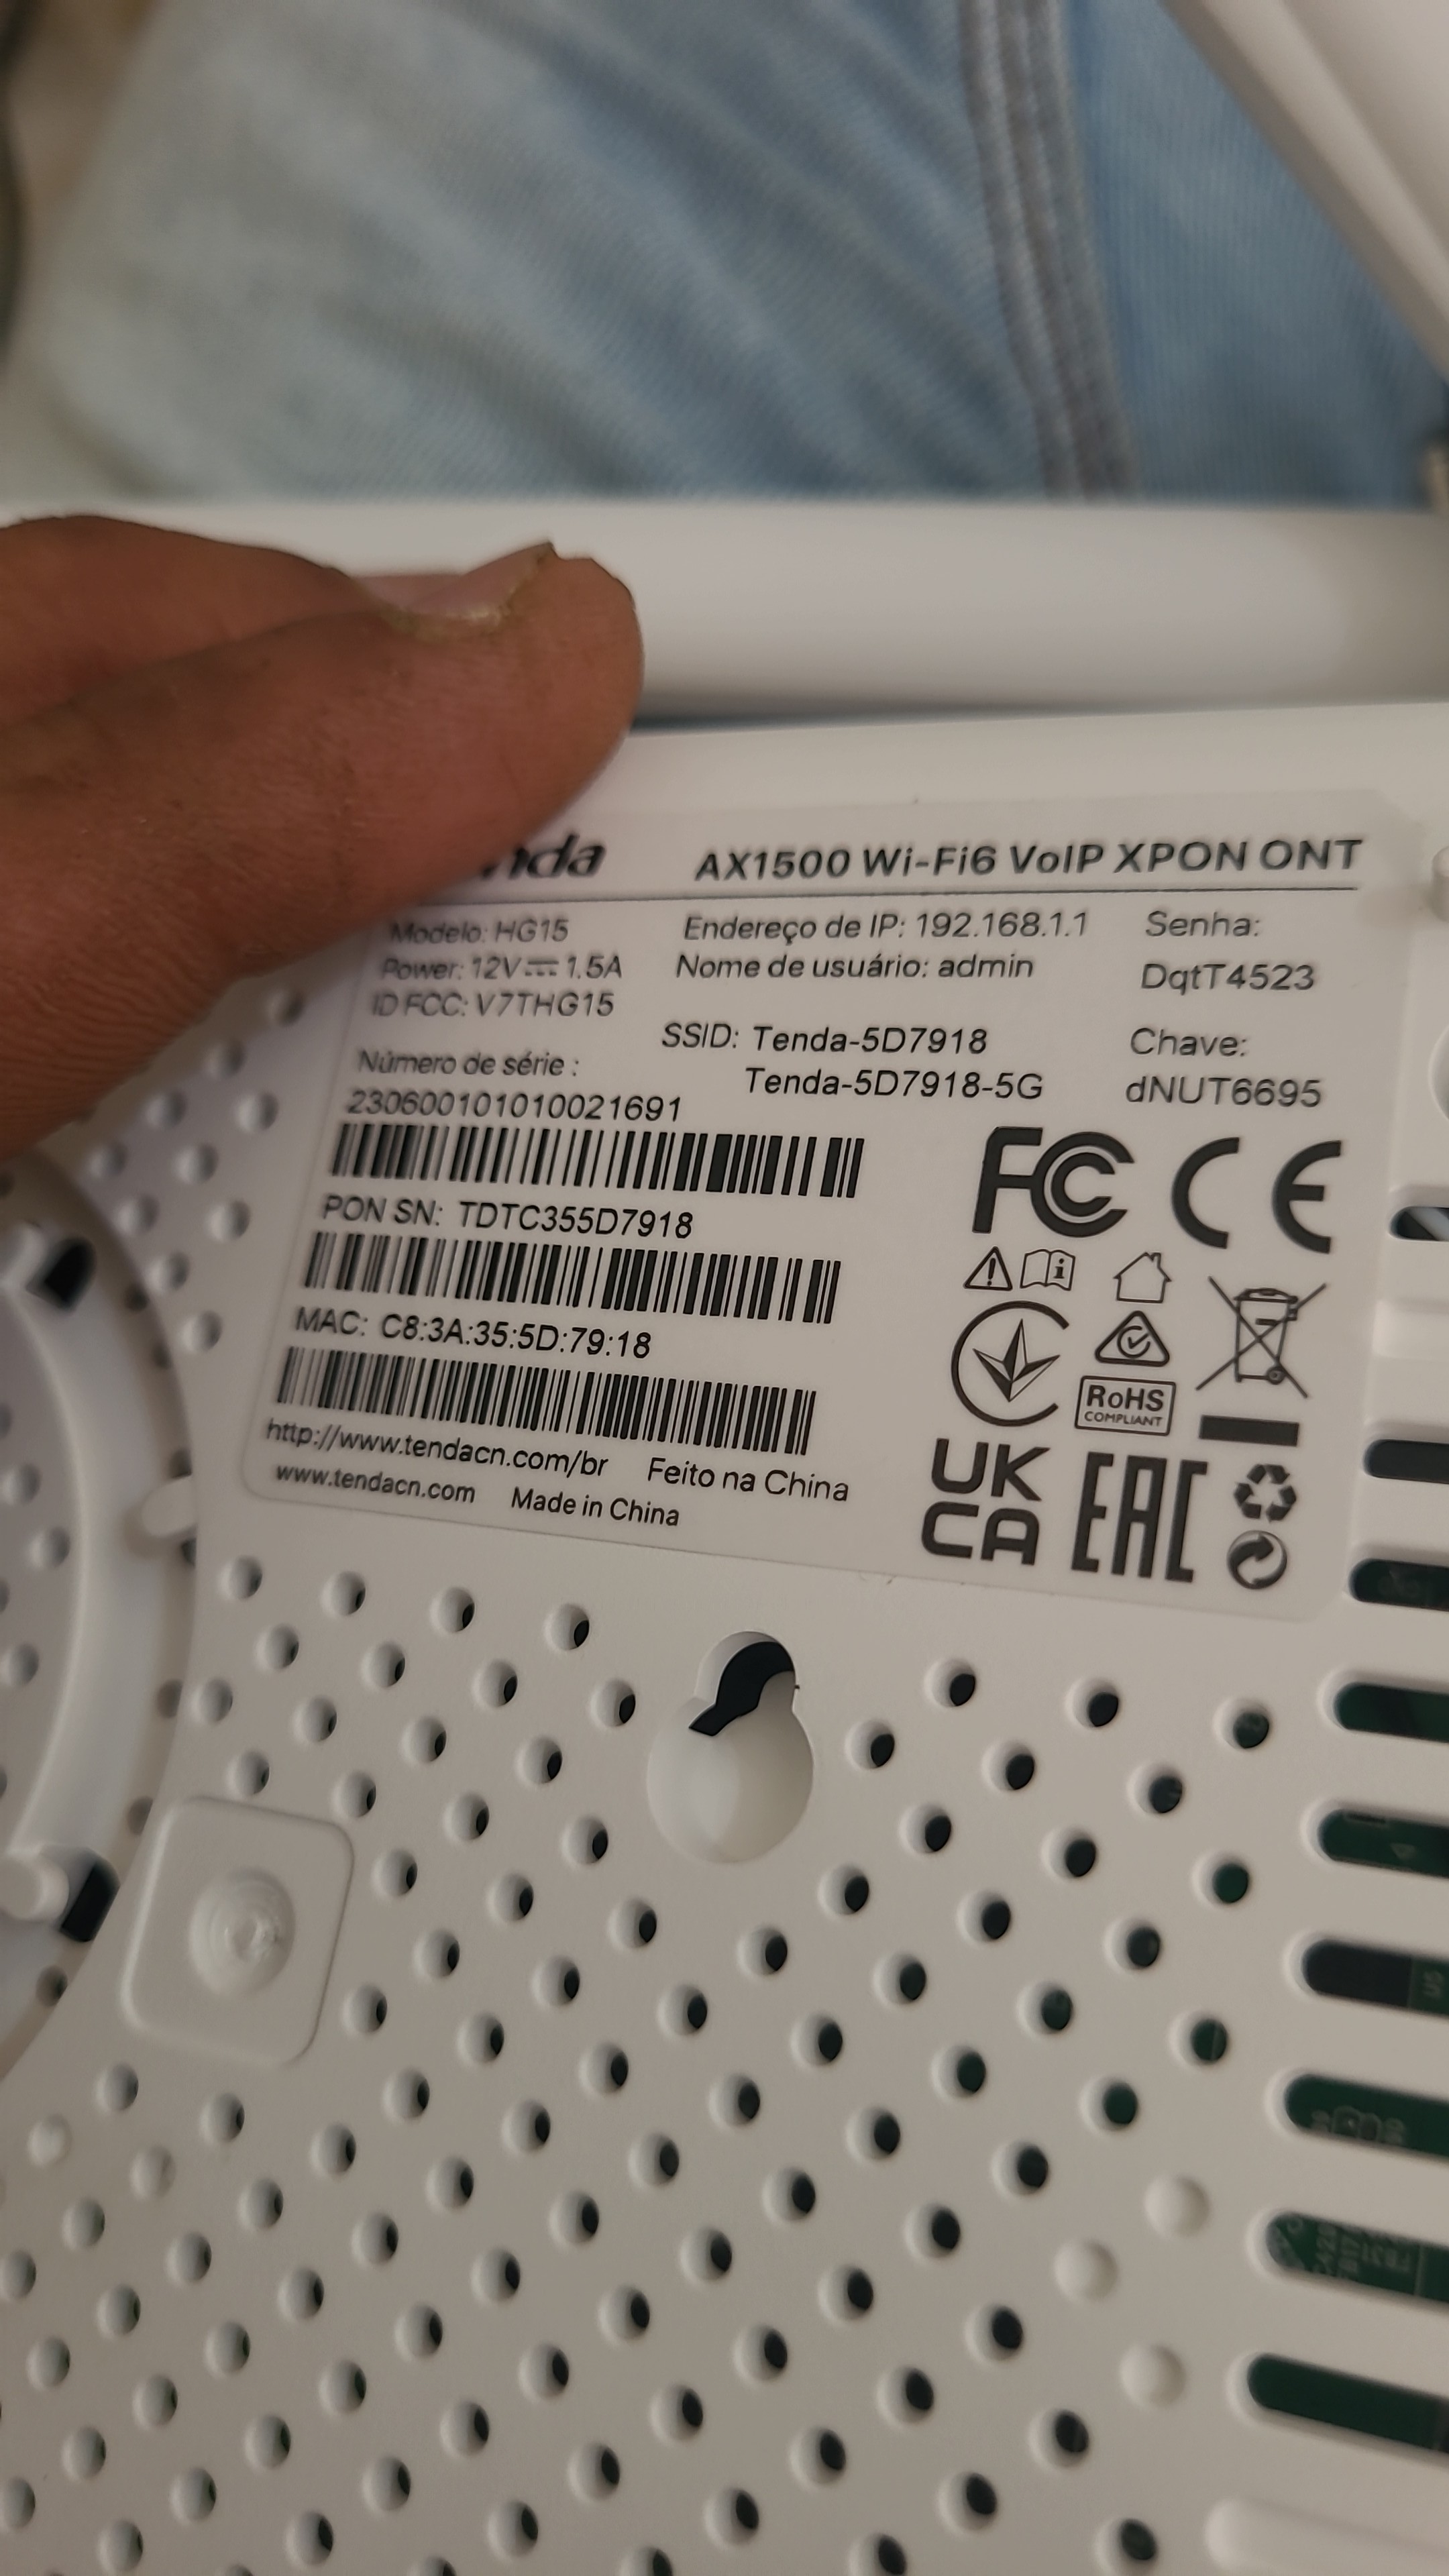 nda AX1500 Wi-Fi6 VoIP XPON ONT
Modelo: HG15
Power: 12V⎓1.5A
ID FCC: V7THG15
Endereço de IP: 192.168.1.1
Nome de usuário: admin
Senha:
DqtT4523
SSID: Tenda-5D7918
Tenda-5D7918-5G
Chave:
dNUT6695
Número de série :
230600101010021691
PON SN: TDTC355D7918
MAC: C8:3A:35:5D:79:18
http://www.tendacn.com/br Feito na China
www.tendacn.com Made in China
FC CE
RoHS
COMPLIANT
UK
CA
EAC